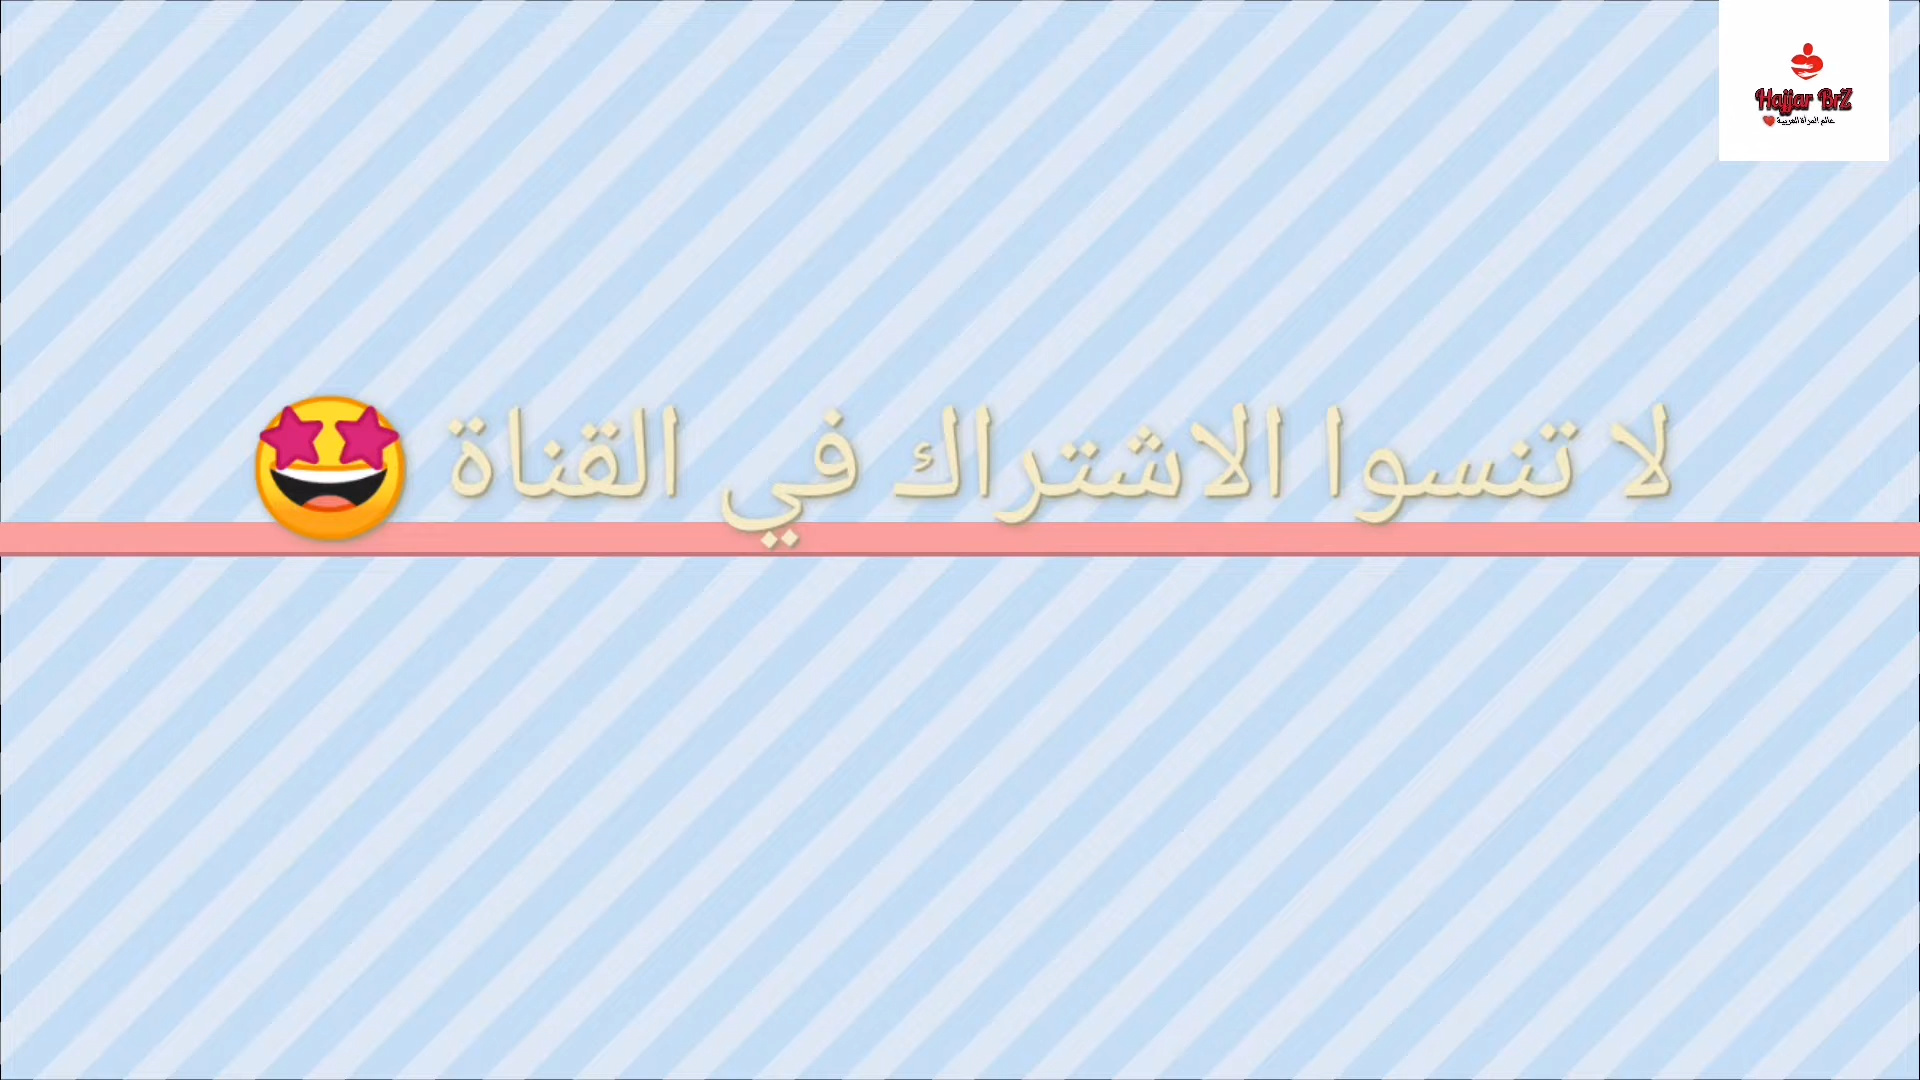 Hajjar BrZ
عالم المرأة العربية ❤️
لا تنسوا الاشتراك في القناة 🤩